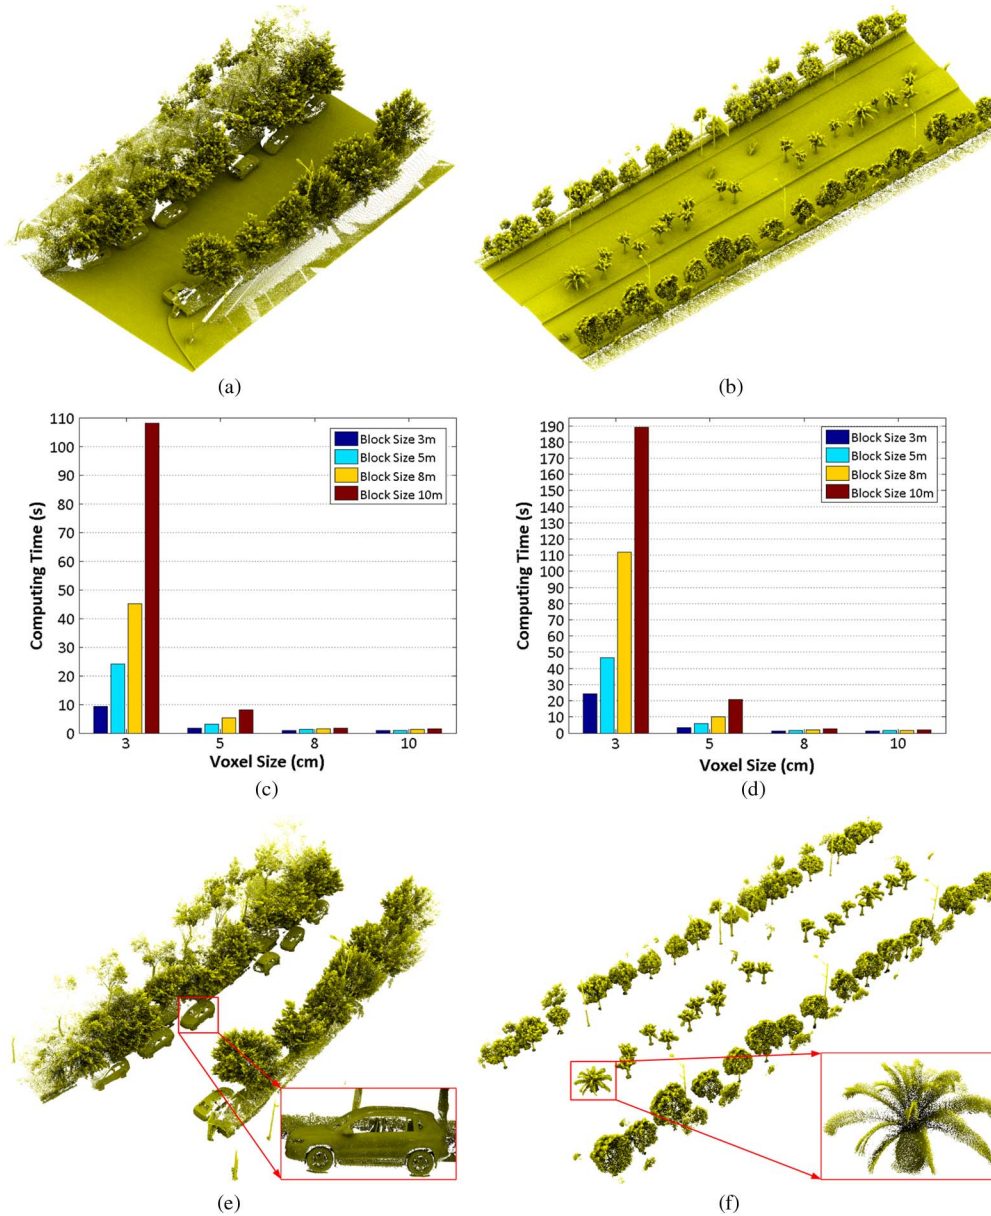 (a)
(b)
110
100
90
80
70
60
50
40
30
20
10
0
Computing Time (s)
Block Size 3m
Block Size 5m
Block Size 8m
Block Size 10m
3
5
8
10
Voxel Size (cm)
(c)
190
180
170
160
150
140
130
120
110
100
90
80
70
60
50
40
30
20
10
0
Computing Time (s)
Block Size 3m
Block Size 5m
Block Size 8m
Block Size 10m
3
5
8
10
Voxel Size (cm)
(d)
(e)
(f)